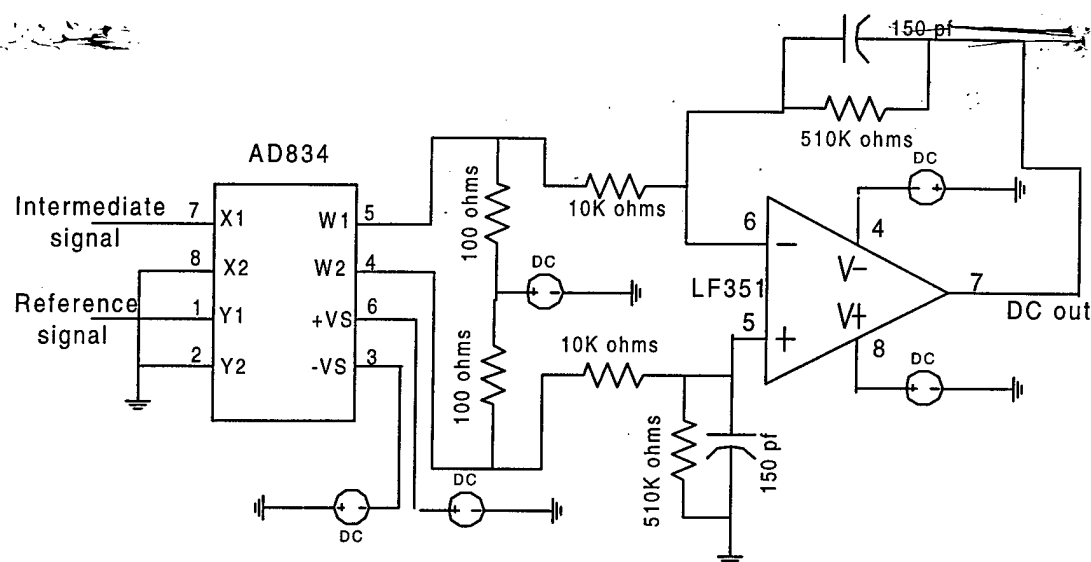 150 pf
510K ohms
DC
AD834
Intermediate
signal
7
X1
W1
5
100 ohms
10K ohms
6
−
4
V-
8
X2
W2
4
DC
LF351
7
DC out
Reference
signal
1
Y1
+VS
6
5
+
V+
8
2
Y2
-VS
3
100 ohms
10K ohms
DC
510K ohms
150 pf
DC
DC